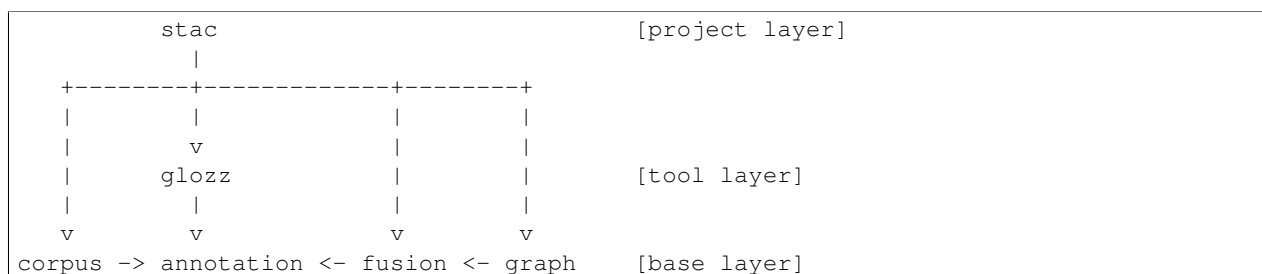 stac                             [project layer]
           |
  +--------+-------------+--------+
  |        |             |        |
  |        v             |        |
  |      glozz           |        |       [tool layer]
  |        |             |        |
  v        v             v        v
corpus -> annotation <- fusion <- graph    [base layer]